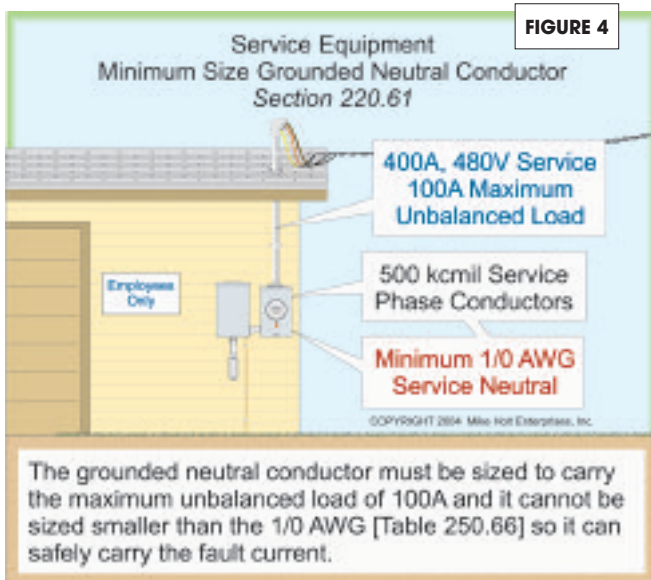 FIGURE 4
Service Equipment
Minimum Size Grounded Neutral Conductor
Section 220.61
400A, 480V Service
100A Maximum
Unbalanced Load
Employees
Only
500 kcmil Service
Phase Conductors
Minimum 1/0 AWG
Service Neutral
COPYRIGHT 2004 Mike Holt Enterprises, Inc.
The grounded neutral conductor must be sized to carry
the maximum unbalanced load of 100A and it cannot be
sized smaller than the 1/0 AWG [Table 250.66] so it can
safely carry the fault current.